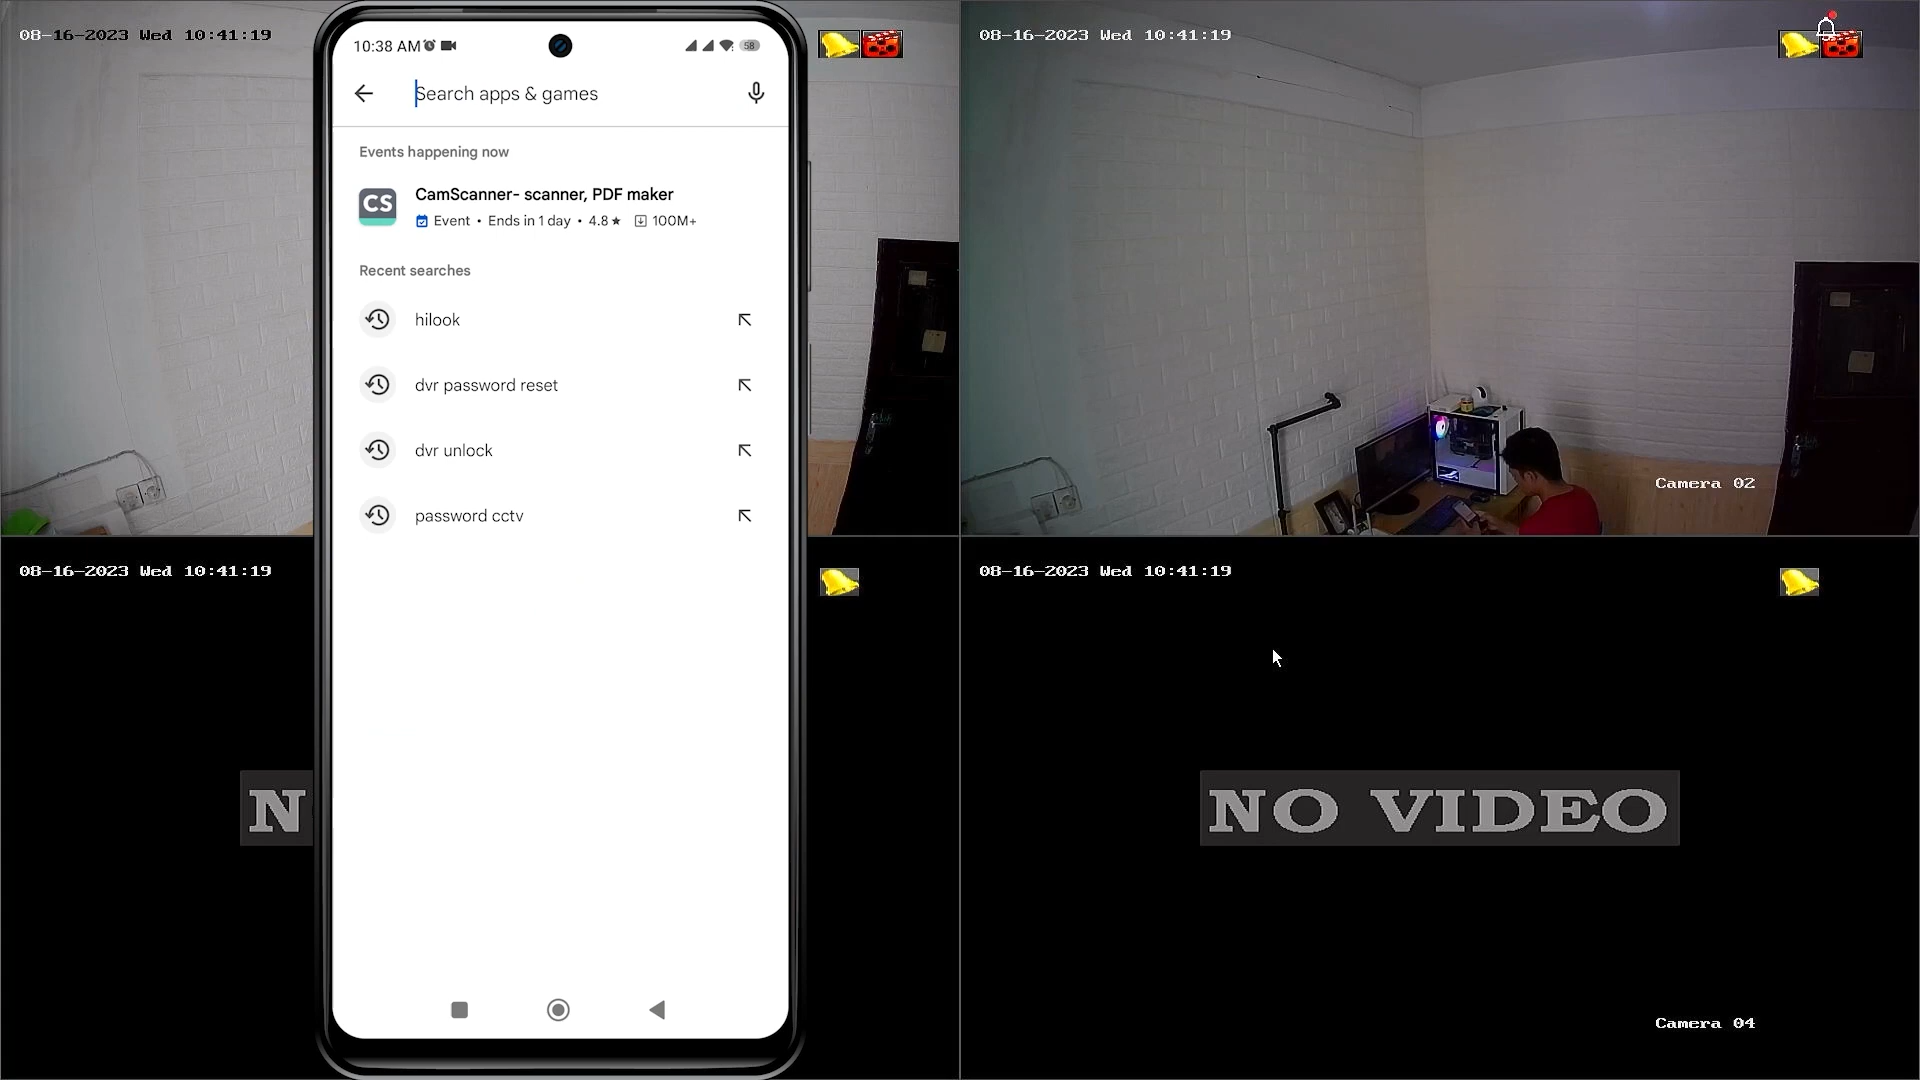 08-16-2023 Wed 10:41:19
10:38 AM
58
Search apps & games
Events happening now
CS
CamScanner- scanner, PDF maker
Event • Ends in 1 day • 4.8★ 100M+
Recent searches
hilook
dvr password reset
dvr unlock
password cctv
08-16-2023 Wed 10:41:19
Camera 02
08-16-2023 Wed 10:41:19
N
08-16-2023 Wed 10:41:19
NO VIDEO
Camera 04